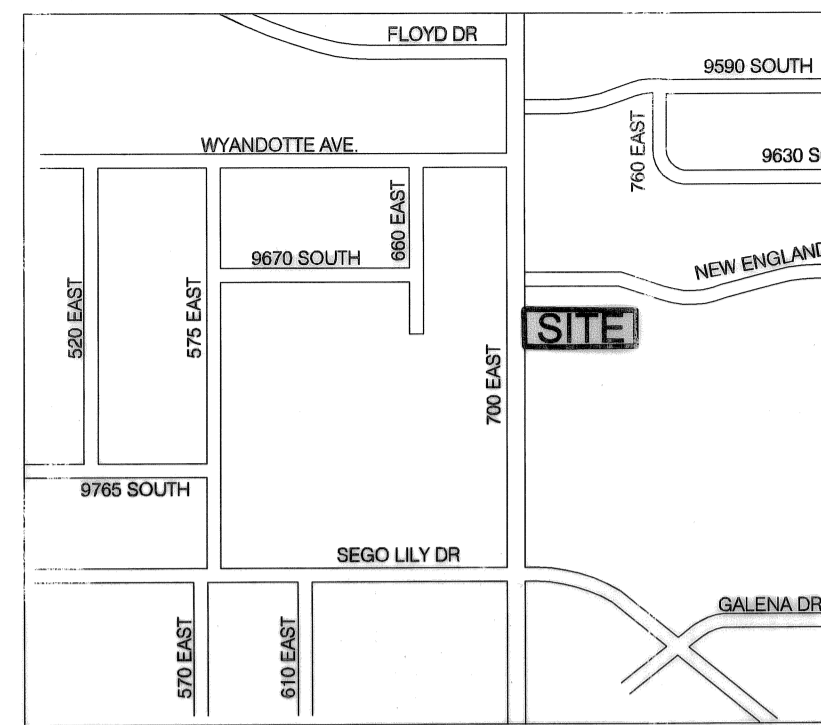 FLOYD DR
9590 SOUTH
WYANDOTTE AVE.
760 EAST
9630 S
660 EAST
9670 SOUTH
NEW ENGLAND
520 EAST
575 EAST
SITE
700 EAST
9765 SOUTH
SEGO LILY DR
GALENA DR
570 EAST
610 EAST